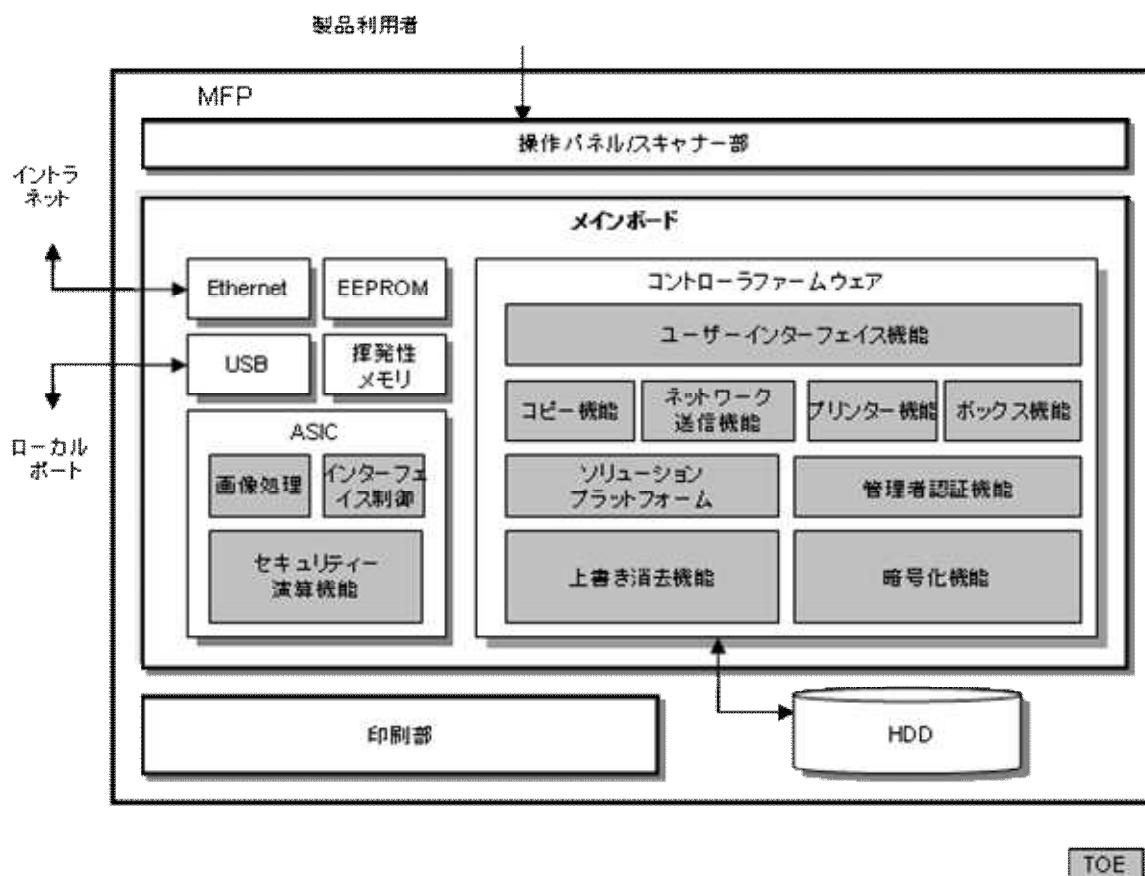 製品利用者
MFP
操作パネル/スキャナー部
イントラ
ネット
メインボード
Ethernet
EEPROM
コントローラファームウェア
ユーザーインターフェイス機能
USB
揮発性
メモリ
コピー機能
ネットワーク
送信機能
プリンター機能
ボックス機能
ローカル
ポート
ASIC
画像処理
インターフェ
イス制御
ソリューション
プラットフォーム
管理者認証機能
セキュリティー
演算機能
上書き消去機能
暗号化機能
印刷部
HDD
TOE